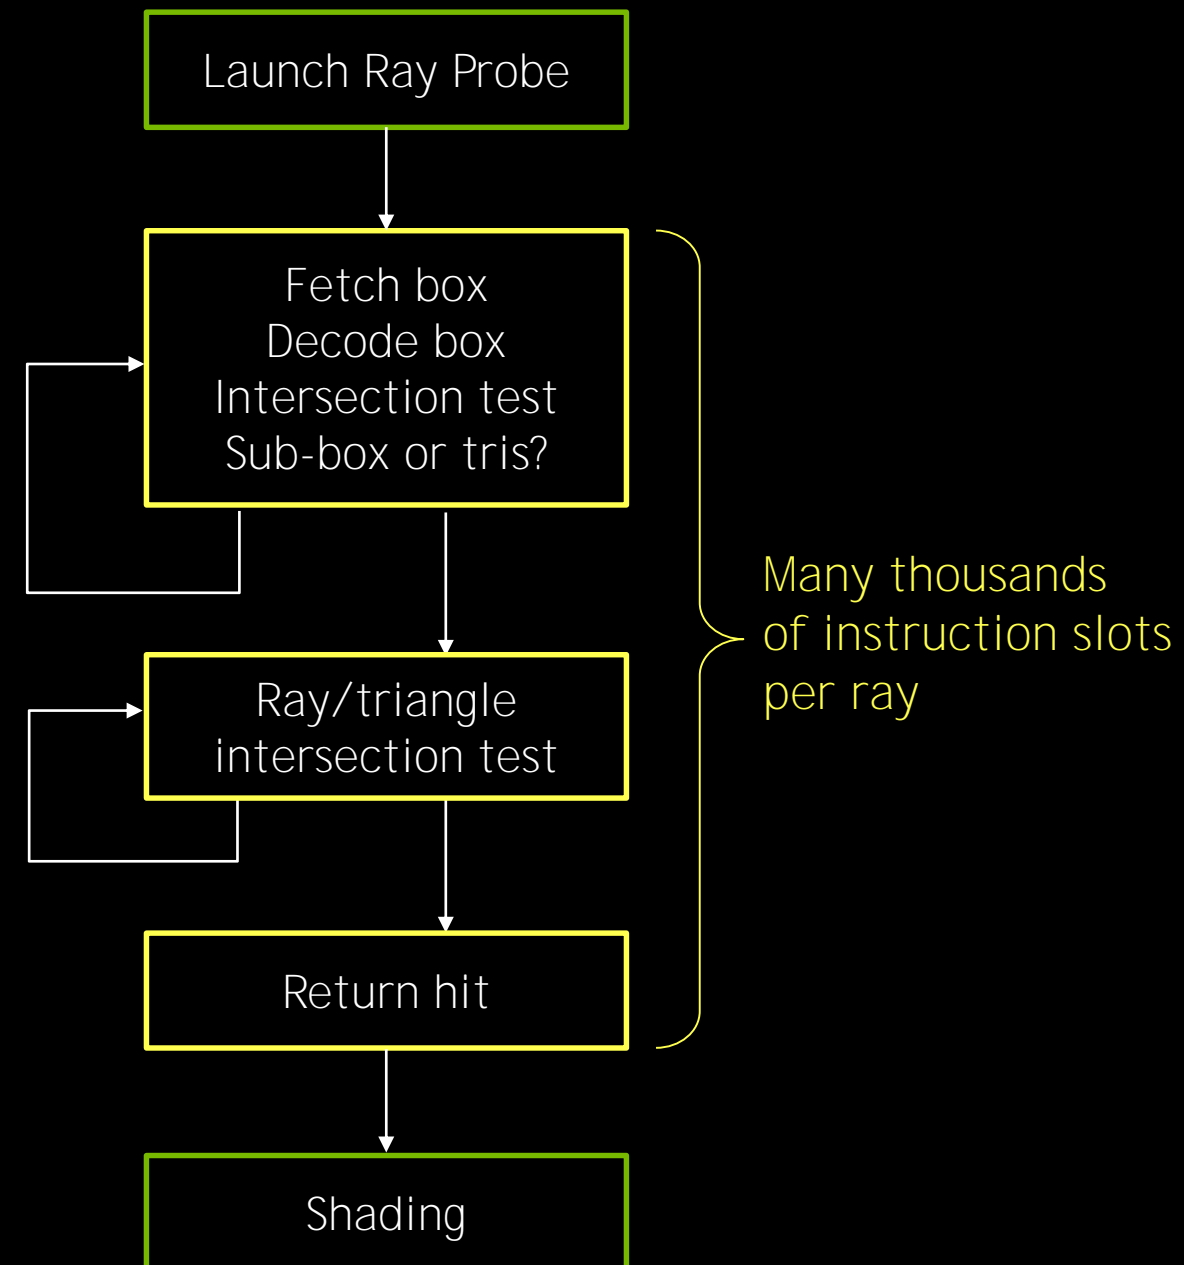 Launch Ray Probe
Fetch box
Decode box
Intersection test
Sub-box or tris?
Many thousands
of instruction slots
per ray
Ray/triangle
intersection test
Return hit
Shading